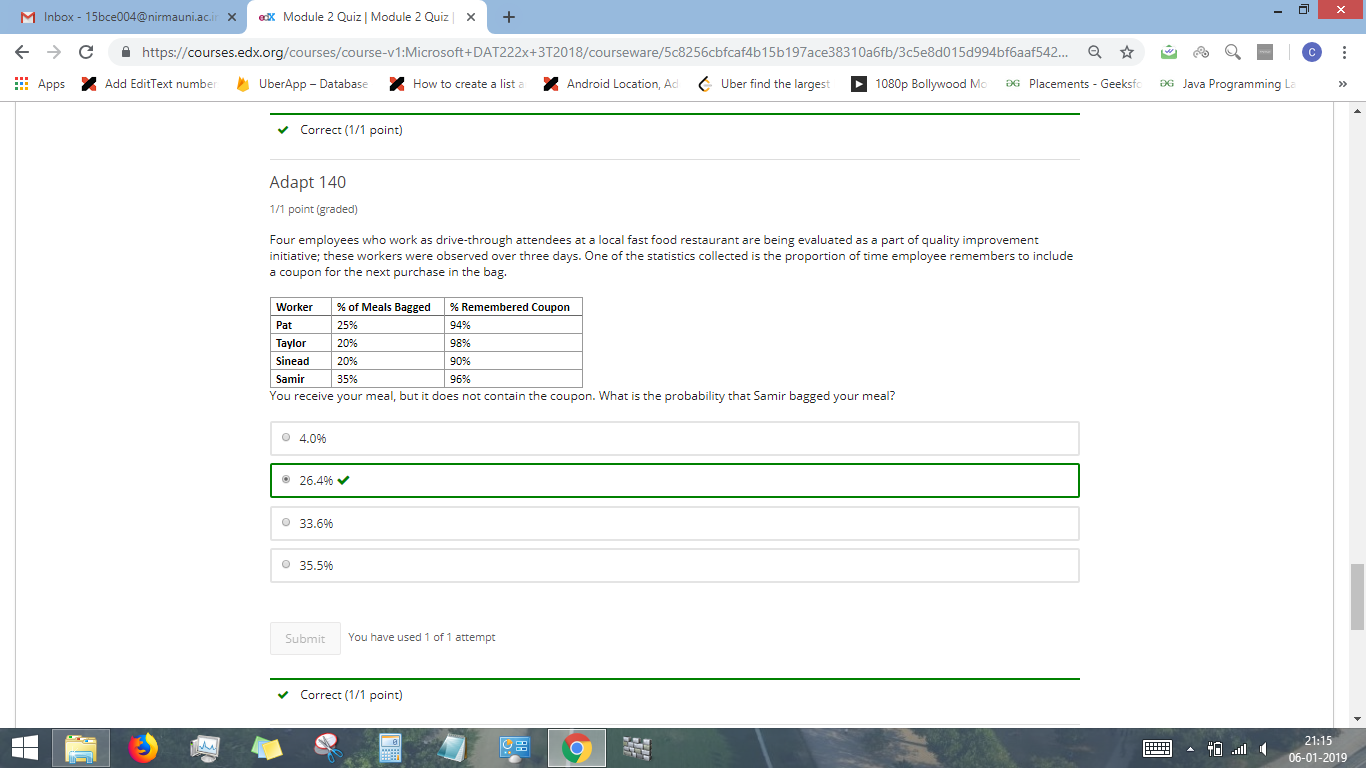 Inbox - 15bce004@nirmauni.ac.i
Module 2 Quiz | Module 2 Quiz |
https://courses.edx.org/courses/course-v1:Microsoft+DAT222x+3T2018/courseware/5c8256cbfcaf4b15b197ace38310a6fb/3c5e8d015d994bf6aaf542...
C
Apps
Add EditText number
UberApp – Database
How to create a list a
Android Location, Ad
Uber find the largest
1080p Bollywood Mo
Placements - Geeksfo
Java Programming La
»
Correct (1/1 point)
Adapt 140
1/1 point (graded)
Four employees who work as drive-through attendees at a local fast food restaurant are being evaluated as a part of quality improvement
initiative; these workers were observed over three days. One of the statistics collected is the proportion of time employee remembers to include
a coupon for the next purchase in the bag.
Worker % of Meals Bagged % Remembered Coupon
Pat 25% 94%
Taylor 20% 98%
Sinead 20% 90%
Samir 35% 96%
You receive your meal, but it does not contain the coupon. What is the probability that Samir bagged your meal?
4.0%
26.4%
33.6%
35.5%
Submit You have used 1 of 1 attempt
Correct (1/1 point)
21:15
06-01-2019